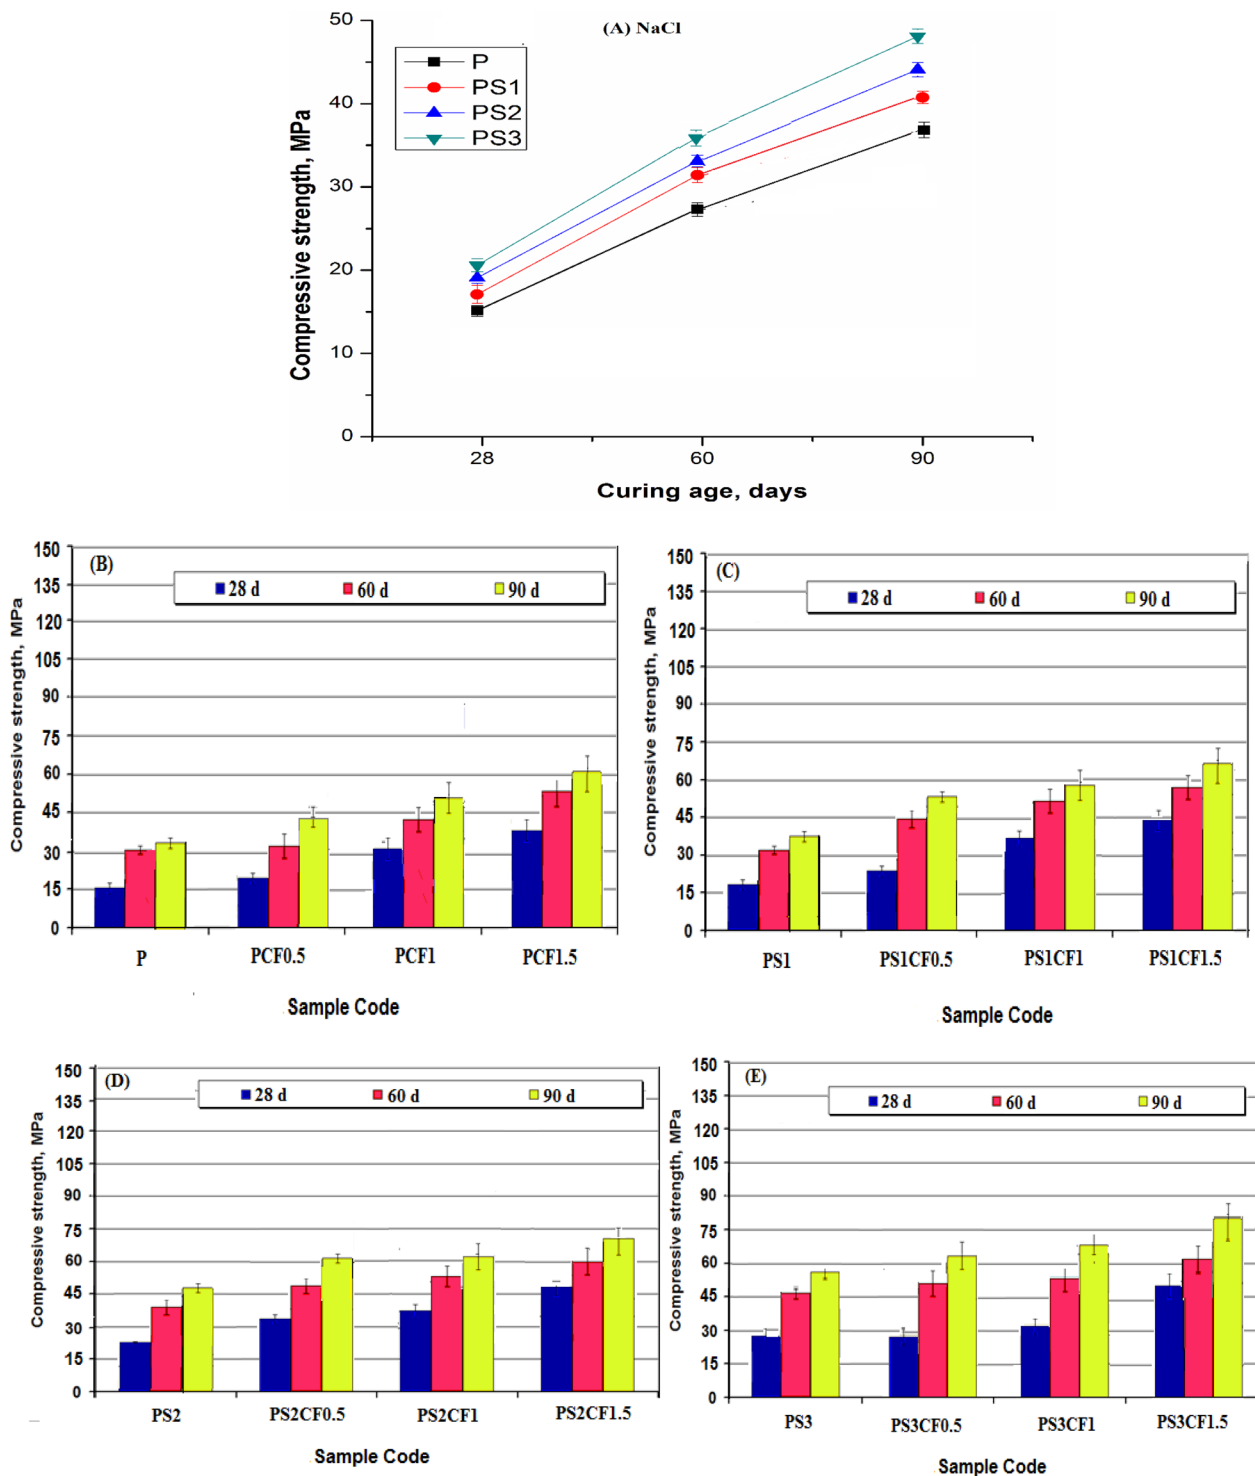 (A) NaCl
50
40
30
20
10
0
Compressive strength, MPa
P
PS1
PS2
PS3
28 60 90
Curing age, days
(B)
150
135
120
105
90
75
60
45
30
15
0
Compressive strength, MPa
28 d 60 d 90 d
P PCF0.5 PCF1 PCF1.5
Sample Code
(C)
150
135
120
105
90
75
60
45
30
15
0
Compressive strength, MPa
28 d 60 d 90 d
PS1 PS1CF0.5 PS1CF1 PS1CF1.5
Sample Code
(D)
150
135
120
105
90
75
60
45
30
15
0
Compressive strength, MPa
28 d 60 d 90 d
PS2 PS2CF0.5 PS2CF1 PS2CF1.5
Sample Code
(E)
150
135
120
105
90
75
60
45
30
15
0
Compressive strength, MPa
28 d 60 d 90 d
PS3 PS3CF0.5 PS3CF1 PS3CF1.5
Sample Code